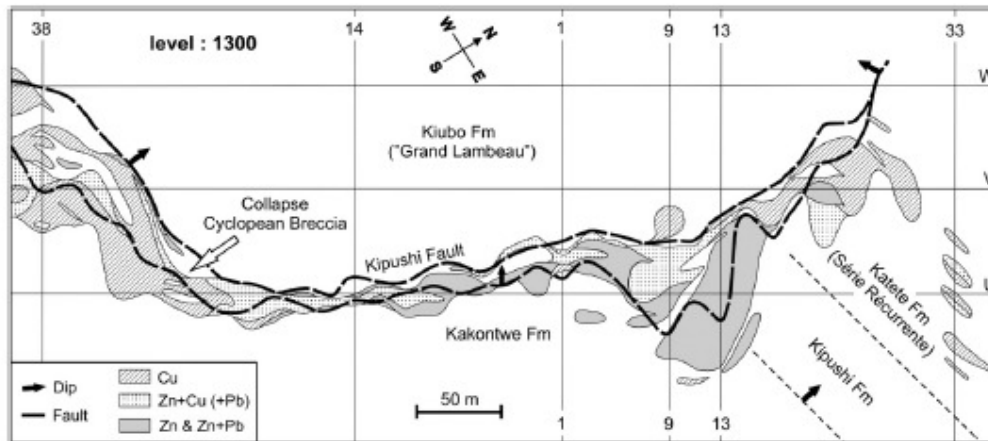 38
14
1
9
13
33
level : 1300
W
N
S
E
W
Kiubo Fm
("Grand Lambeau")
V
Collapse
Cyclopean Breccia
Kipushi Fault
Katete Fm
(Série Récurrente)
U
Kakontwe Fm
Kipushi Fm
Dip
Fault
Cu
Zn+Cu (+Pb)
Zn & Zn+Pb
50 m
1
9
13